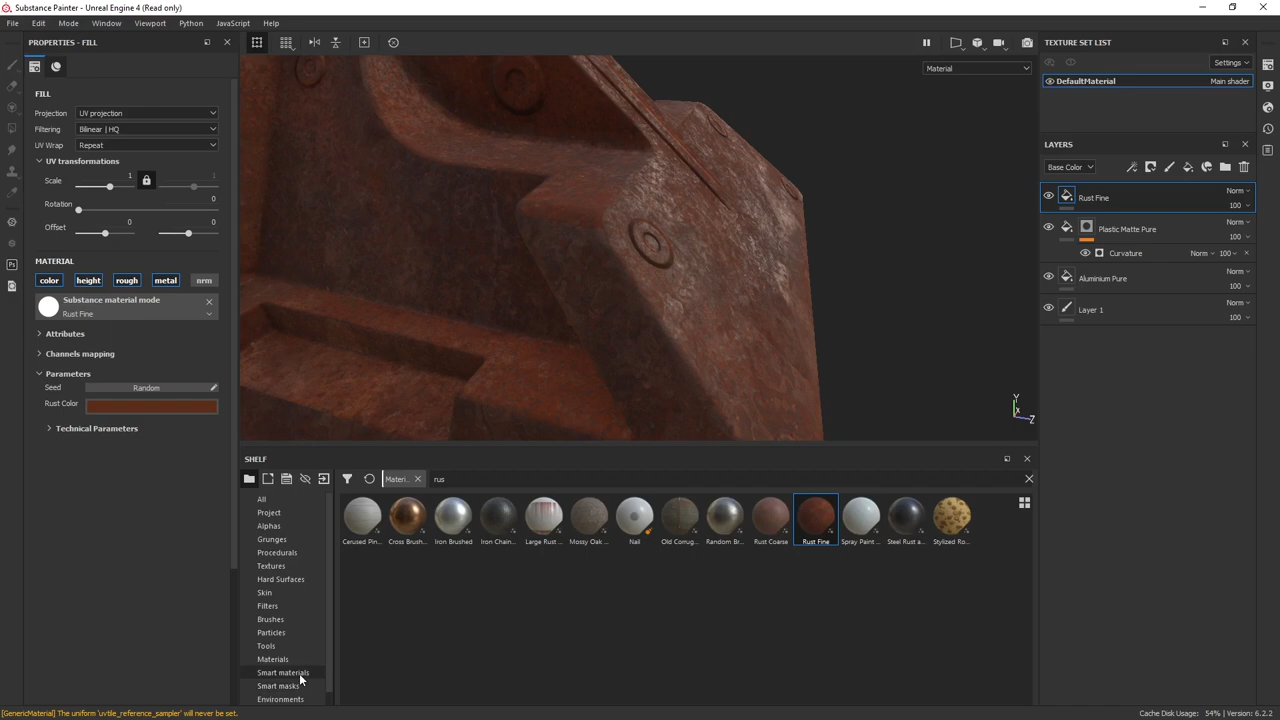 Substance Painter - Unreal Engine 4 (Read only)
File Edit Mode Window Viewport Python JavaScript Help
PROPERTIES - FILL
FILL
Projection UV projection
Filtering Bilinear | HQ
UV Wrap Repeat
UV transformations
Scale 1 1
Rotation 0
Offset 0 0
MATERIAL
color height rough metal nrm
Substance material mode
Rust Fine
Attributes
Channels mapping
Parameters
Seed Random
Rust Color
Technical Parameters
Material
Y
X
Z
SHELF
Materi... rus
All
Project
Alphas
Grunges
Procedurals
Textures
Hard Surfaces
Skin
Filters
Brushes
Particles
Tools
Materials
Smart materials
Smart masks
Environments
Cerused Pin... Cross Brush... Iron Brushed Iron Chain... Large Rust ... Mossy Oak ... Nail Old Corrug... Random Br... Rust Coarse Rust Fine Spray Paint ... Steel Rust a... Stylized Ro...
TEXTURE SET LIST
Settings
DefaultMaterial Main shader
LAYERS
Base Color
Rust Fine Norm 100
Plastic Matte Pure Norm 100
Curvature Norm 100
Aluminium Pure Norm 100
Layer 1 Norm 100
[GenericMaterial] The uniform 'uvtile_reference_sampler' will never be set.
Cache Disk Usage: 54% | Version: 6.2.2